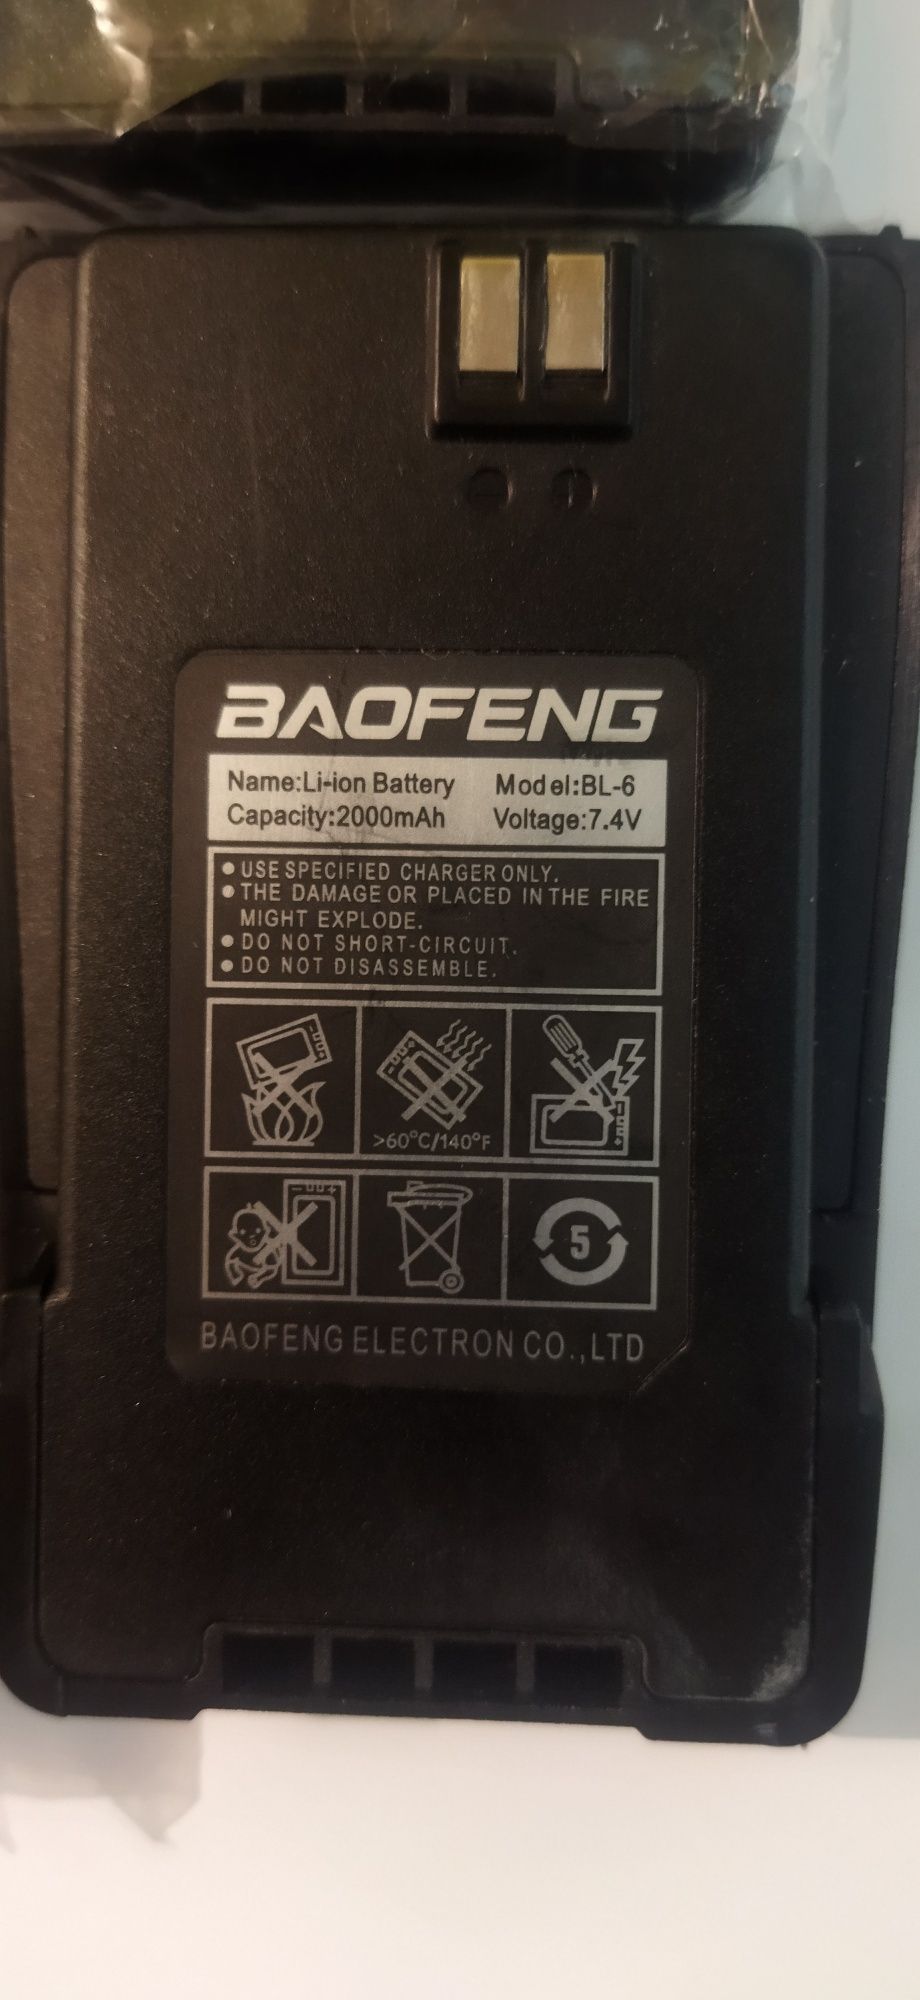 BAOFENG
Name:Li-ion Battery Model:BL-6
Capacity:2000mAh Voltage:7.4V
● USE SPECIFIED CHARGER ONLY.
● THE DAMAGE OR PLACED IN THE FIRE
MIGHT EXPLODE.
● DO NOT SHORT-CIRCUIT.
● DO NOT DISASSEMBLE.
>60°C/140°F
5
BAOFENG ELECTRON CO.,LTD